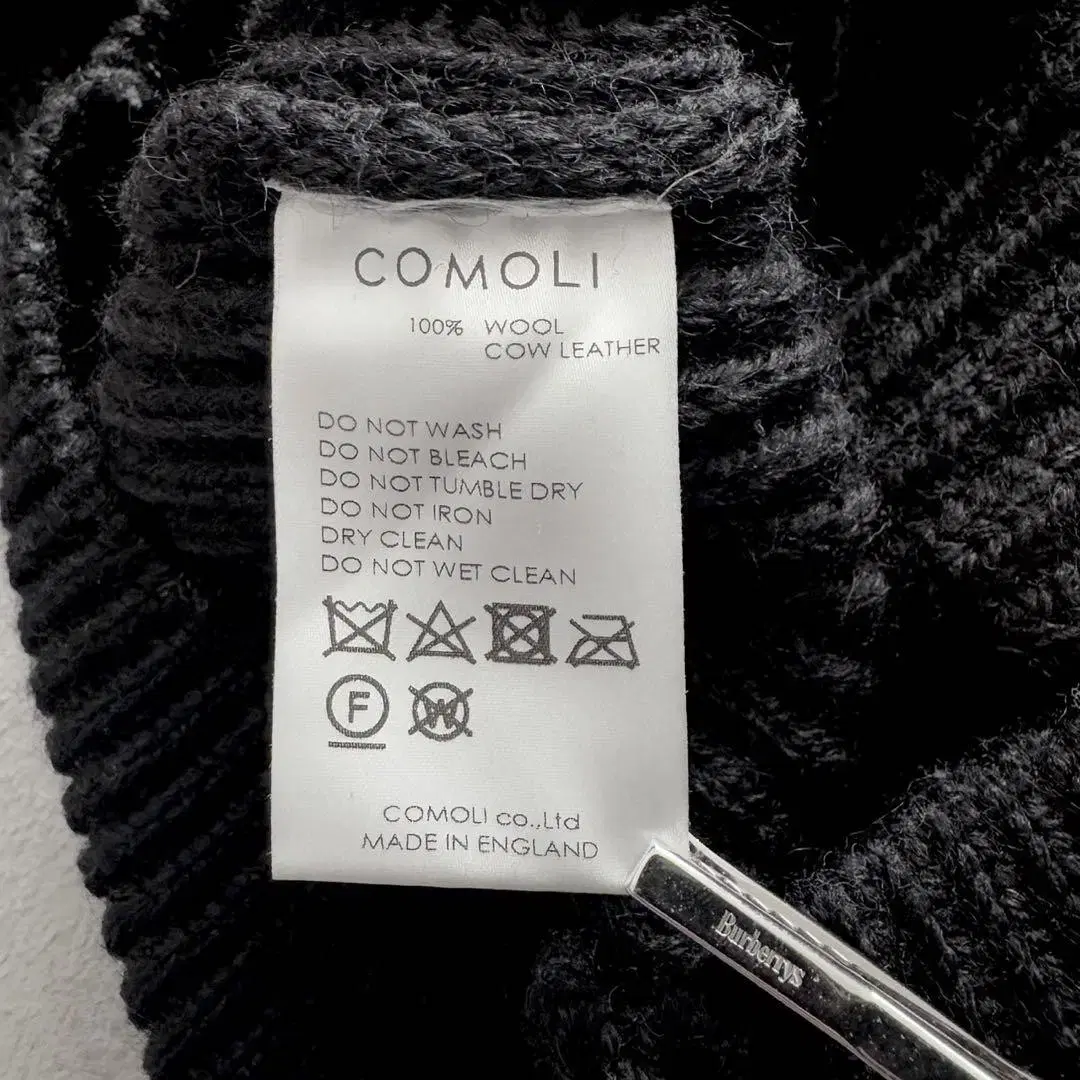 COMOLI
100% WOOL
COW LEATHER
DO NOT WASH
DO NOT BLEACH
DO NOT TUMBLE DRY
DO NOT IRON
DRY CLEAN
DO NOT WET CLEAN
F
W
COMOLI co.,Ltd
MADE IN ENGLAND
Burberrys